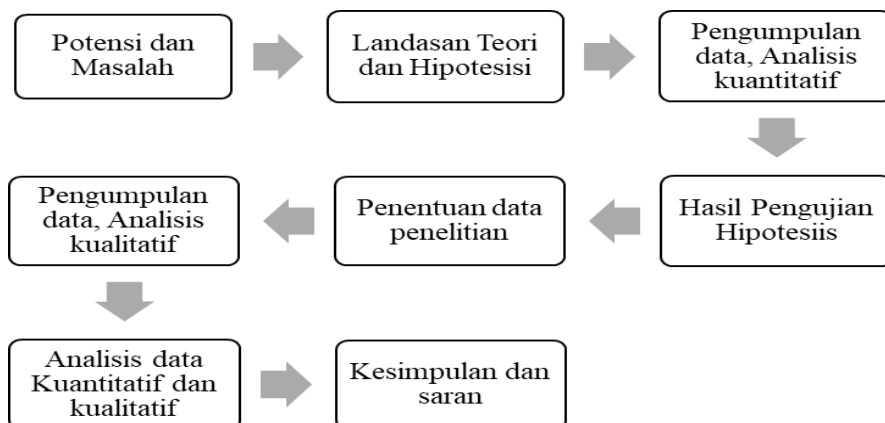 Potensi dan
Masalah
Landasan Teori
dan Hipotesisi
Pengumpulan
data, Analisis
kuantitatif
Hasil Pengujian
Hipotesiis
Penentuan data
penelitian
Pengumpulan
data, Analisis
kualitatif
Analisis data
Kuantitatif dan
kualitatif
Kesimpulan dan
saran